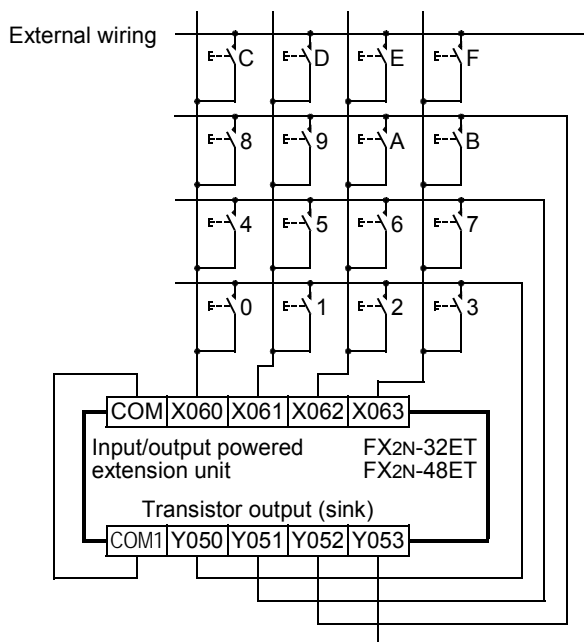 External wiring
C D E F
8 9 A B
4 5 6 7
0 1 2 3
COM X060 X061 X062 X063
Input/output powered FX2N-32ET
extension unit FX2N-48ET
Transistor output (sink)
COM1 Y050 Y051 Y052 Y053